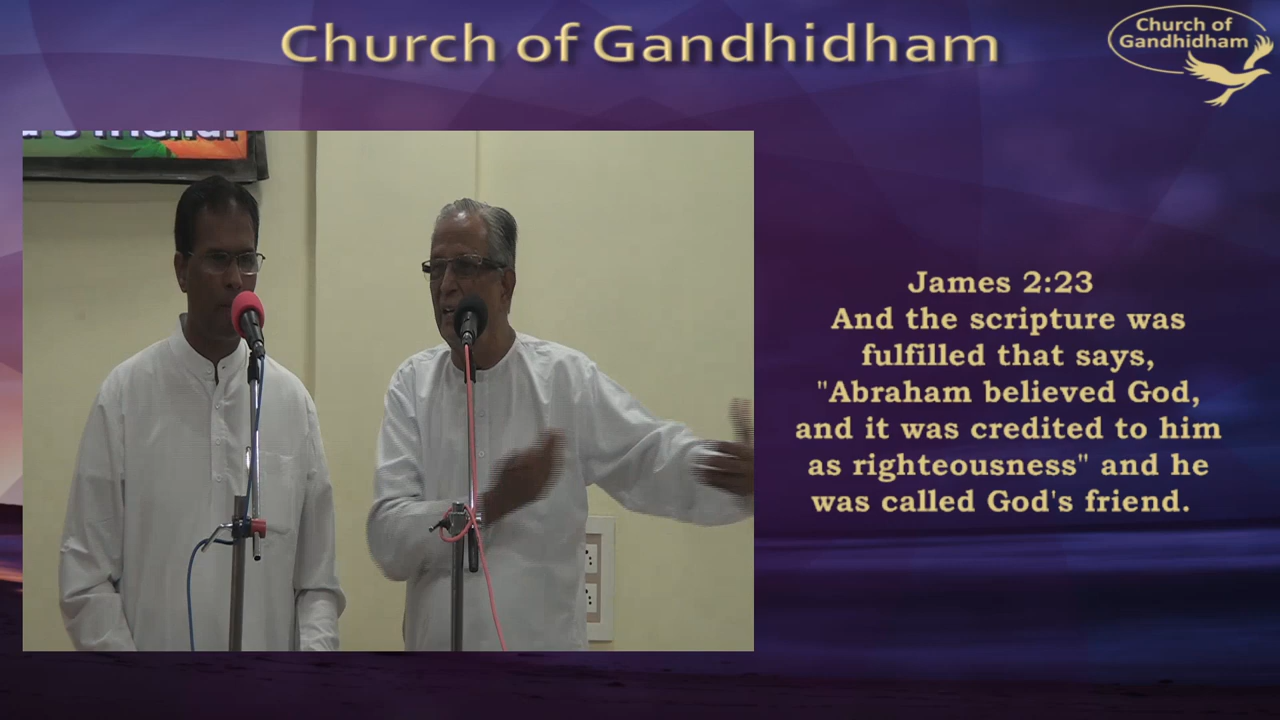 Church of Gandhidham
Church of
Gandhidham
James 2:23
And the scripture was
fulfilled that says,
"Abraham believed God,
and it was credited to him
as righteousness" and he
was called God's friend.